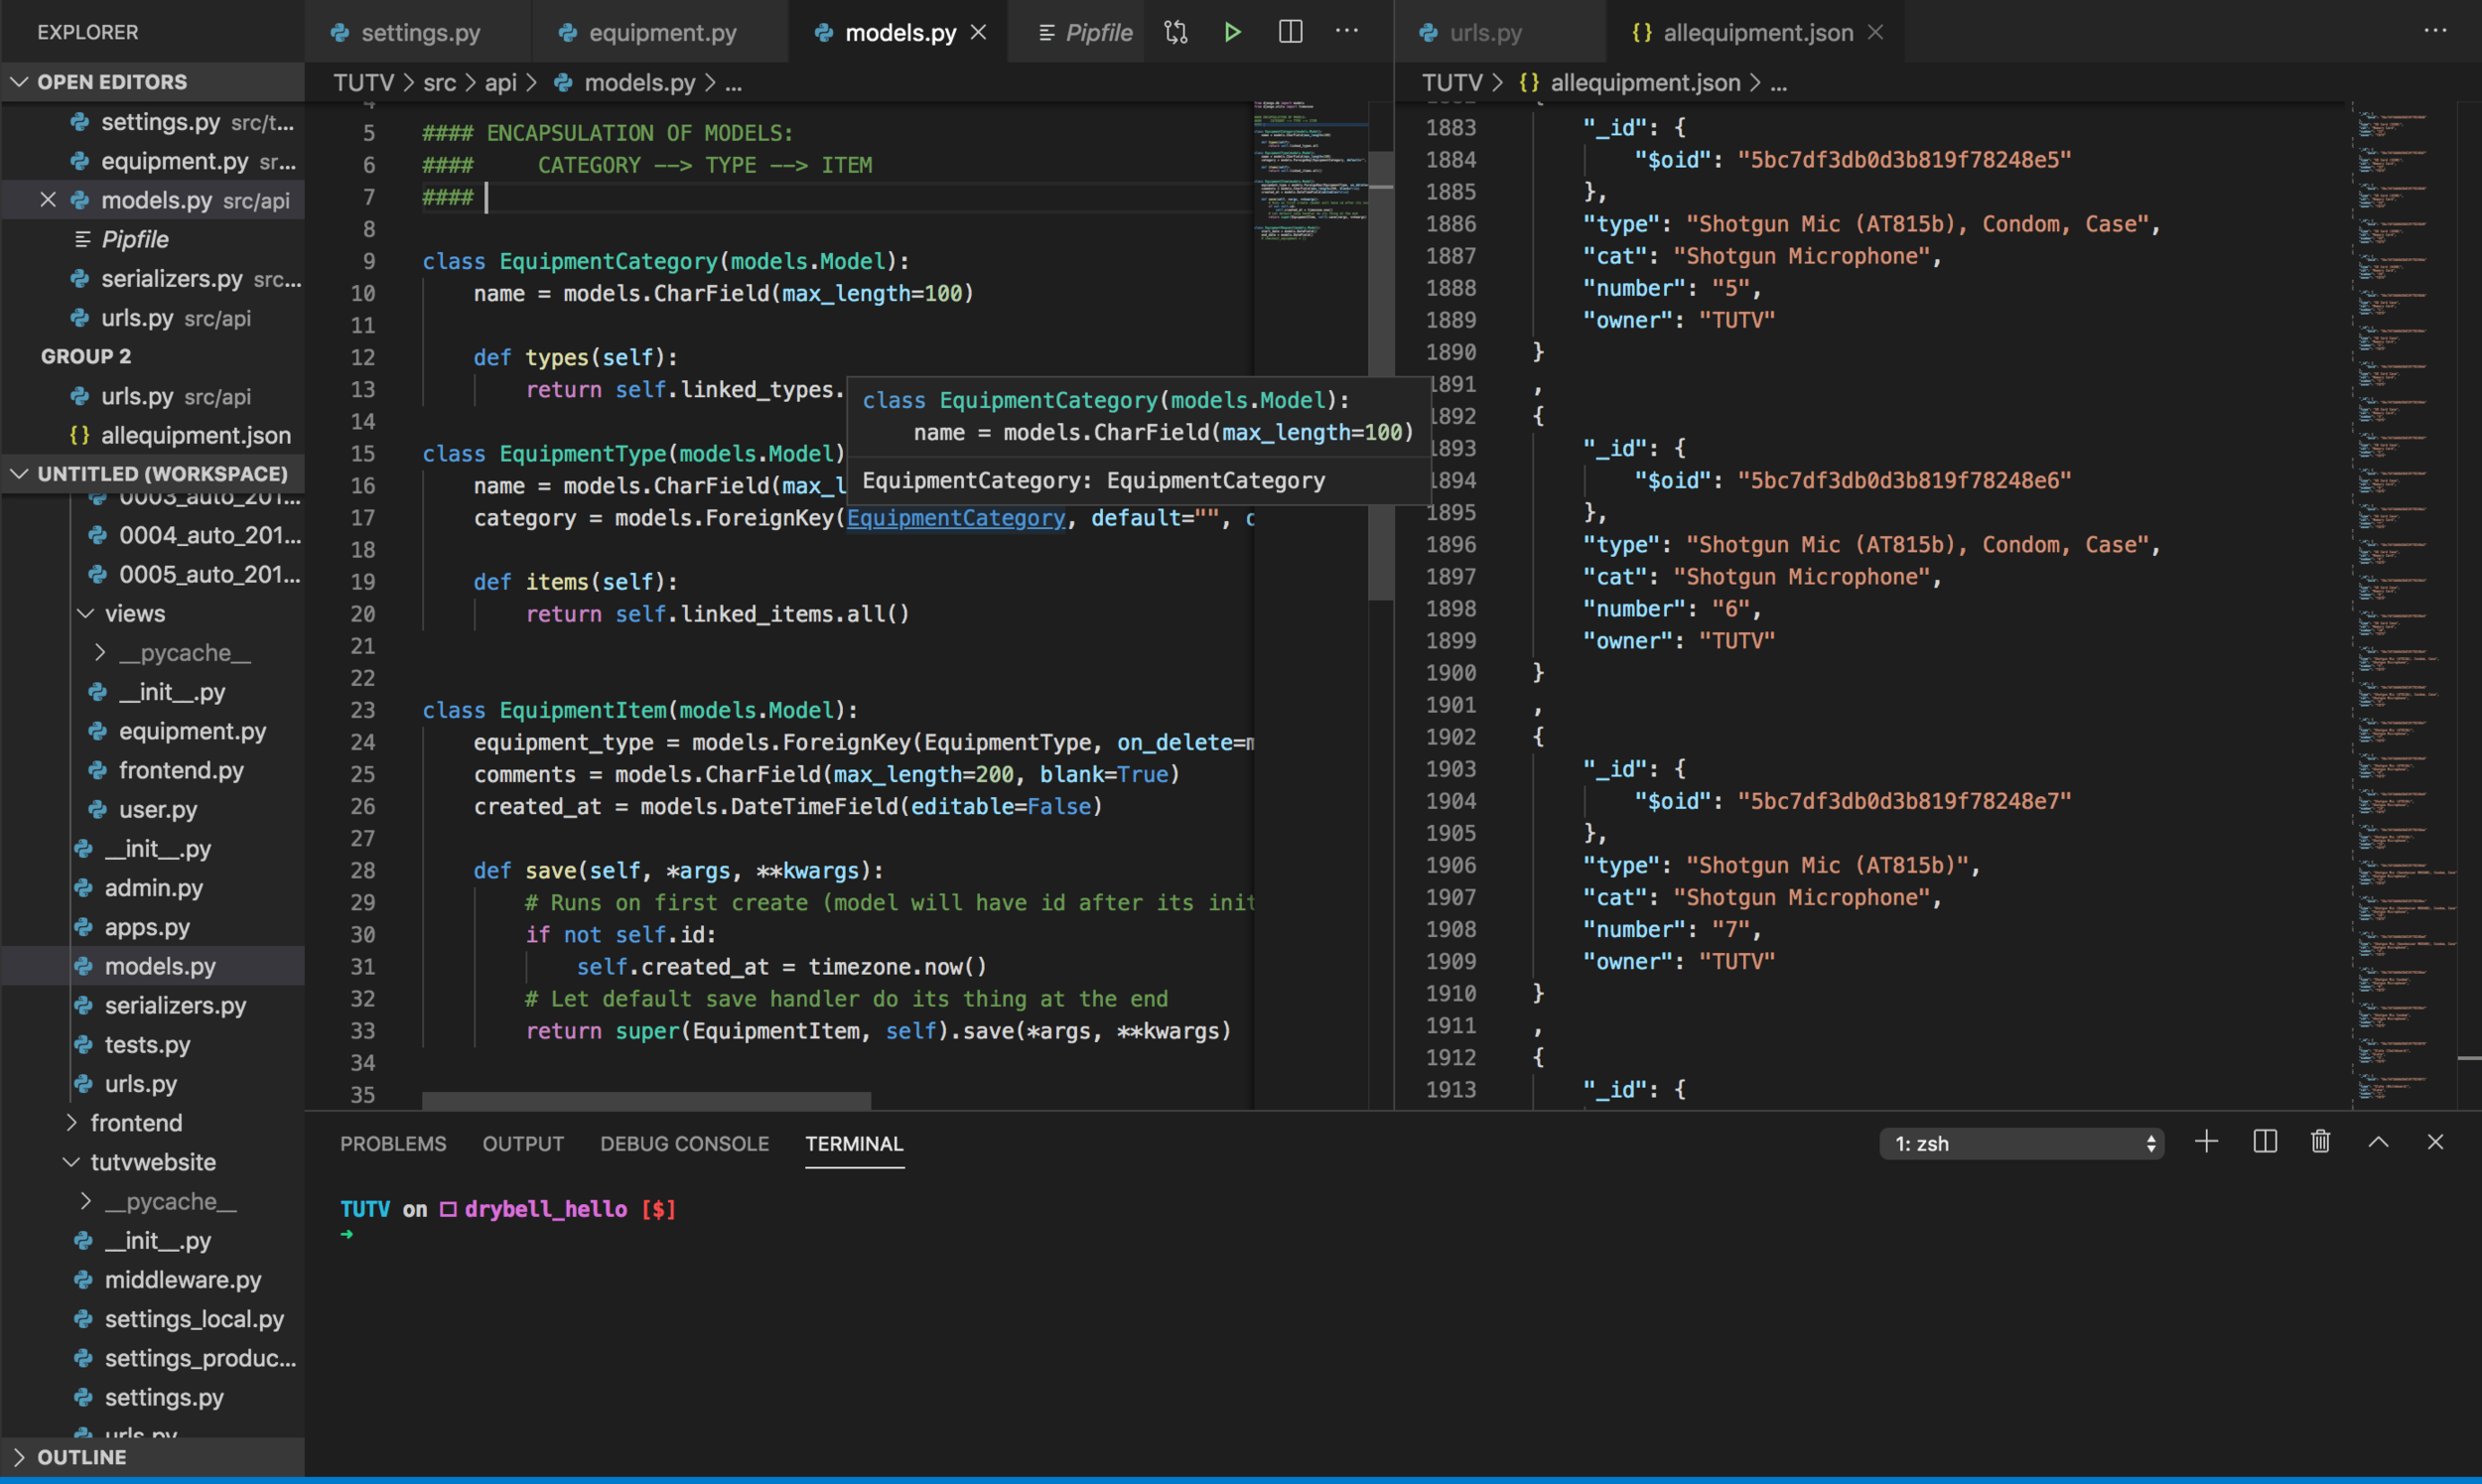 EXPLORER
OPEN EDITORS
settings.py src/t...
equipment.py sr...
models.py src/api
Pipfile
serializers.py src...
urls.py src/api
GROUP 2
urls.py src/api
{} allequipment.json
UNTITLED (WORKSPACE)
0003_auto_201...
0004_auto_201...
0005_auto_201...
views
__pycache__
__init__.py
equipment.py
frontend.py
user.py
__init__.py
admin.py
apps.py
models.py
serializers.py
tests.py
urls.py
frontend
tutvwebsite
__pycache__
__init__.py
middleware.py
settings_local.py
settings_produc...
settings.py
urls.py
OUTLINE
settings.py equipment.py models.py Pipfile
TUTV > src > api > models.py > ...
4
5 #### ENCAPSULATION OF MODELS:
6 ####     CATEGORY --> TYPE --> ITEM
7 ####
8
9 class EquipmentCategory(models.Model):
10     name = models.CharField(max_length=100)
11
12     def types(self):
13         return self.linked_types.
14
15 class EquipmentType(models.Model)
16     name = models.CharField(max_l
17     category = models.ForeignKey(EquipmentCategory, default="", o
18
19     def items(self):
20         return self.linked_items.all()
21
22
23 class EquipmentItem(models.Model):
24     equipment_type = models.ForeignKey(EquipmentType, on_delete=m
25     comments = models.CharField(max_length=200, blank=True)
26     created_at = models.DateTimeField(editable=False)
27
28     def save(self, *args, **kwargs):
29         # Runs on first create (model will have id after its init
30         if not self.id:
31             self.created_at = timezone.now()
32         # Let default save handler do its thing at the end
33         return super(EquipmentItem, self).save(*args, **kwargs)
34
35
class EquipmentCategory(models.Model):
    name = models.CharField(max_length=100)
EquipmentCategory: EquipmentCategory
urls.py {} allequipment.json
TUTV > {} allequipment.json > ...
1882 {
1883     "_id": {
1884         "$oid": "5bc7df3db0d3b819f78248e5"
1885     },
1886     "type": "Shotgun Mic (AT815b), Condom, Case",
1887     "cat": "Shotgun Microphone",
1888     "number": "5",
1889     "owner": "TUTV"
1890 }
1891 ,
1892 {
1893     "_id": {
1894         "$oid": "5bc7df3db0d3b819f78248e6"
1895     },
1896     "type": "Shotgun Mic (AT815b), Condom, Case",
1897     "cat": "Shotgun Microphone",
1898     "number": "6",
1899     "owner": "TUTV"
1900 }
1901 ,
1902 {
1903     "_id": {
1904         "$oid": "5bc7df3db0d3b819f78248e7"
1905     },
1906     "type": "Shotgun Mic (AT815b)",
1907     "cat": "Shotgun Microphone",
1908     "number": "7",
1909     "owner": "TUTV"
1910 }
1911 ,
1912 {
1913     "_id": {
PROBLEMS OUTPUT DEBUG CONSOLE TERMINAL
1: zsh
TUTV on drybell_hello [$]
➜